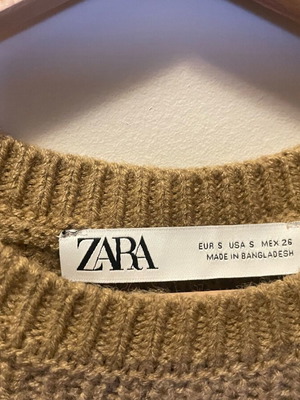 ZARA
EUR S USA S MEX 26
MADE IN BANGLADESH